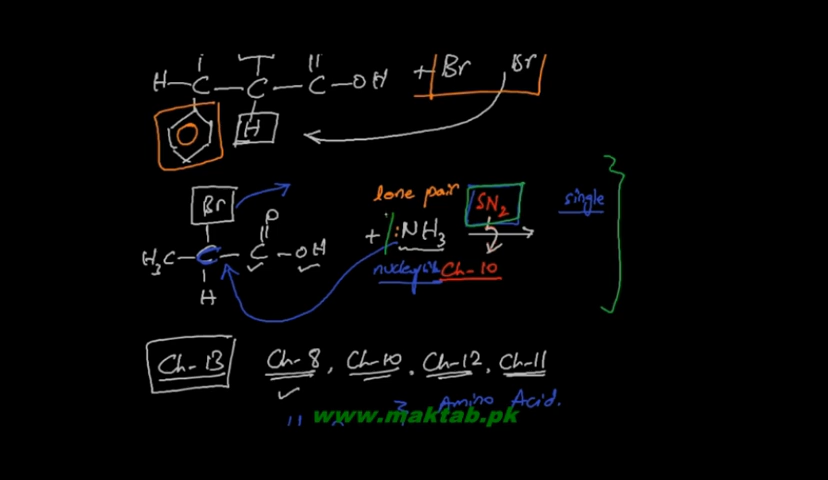 H-C-C-C-OH + Br Br
H
Br lone pair SN2 single
H3C-C-C-OH + :NH3
O
H Ch-10
Ch-13 Ch-8, Ch-10, Ch-12, Ch-11
Amino Acid.
www.maktab.pk